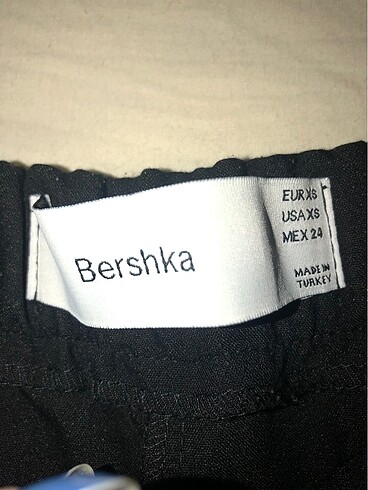 Bershka
EUR XS
USA XS
MEX 24
MADE IN
TURKEY